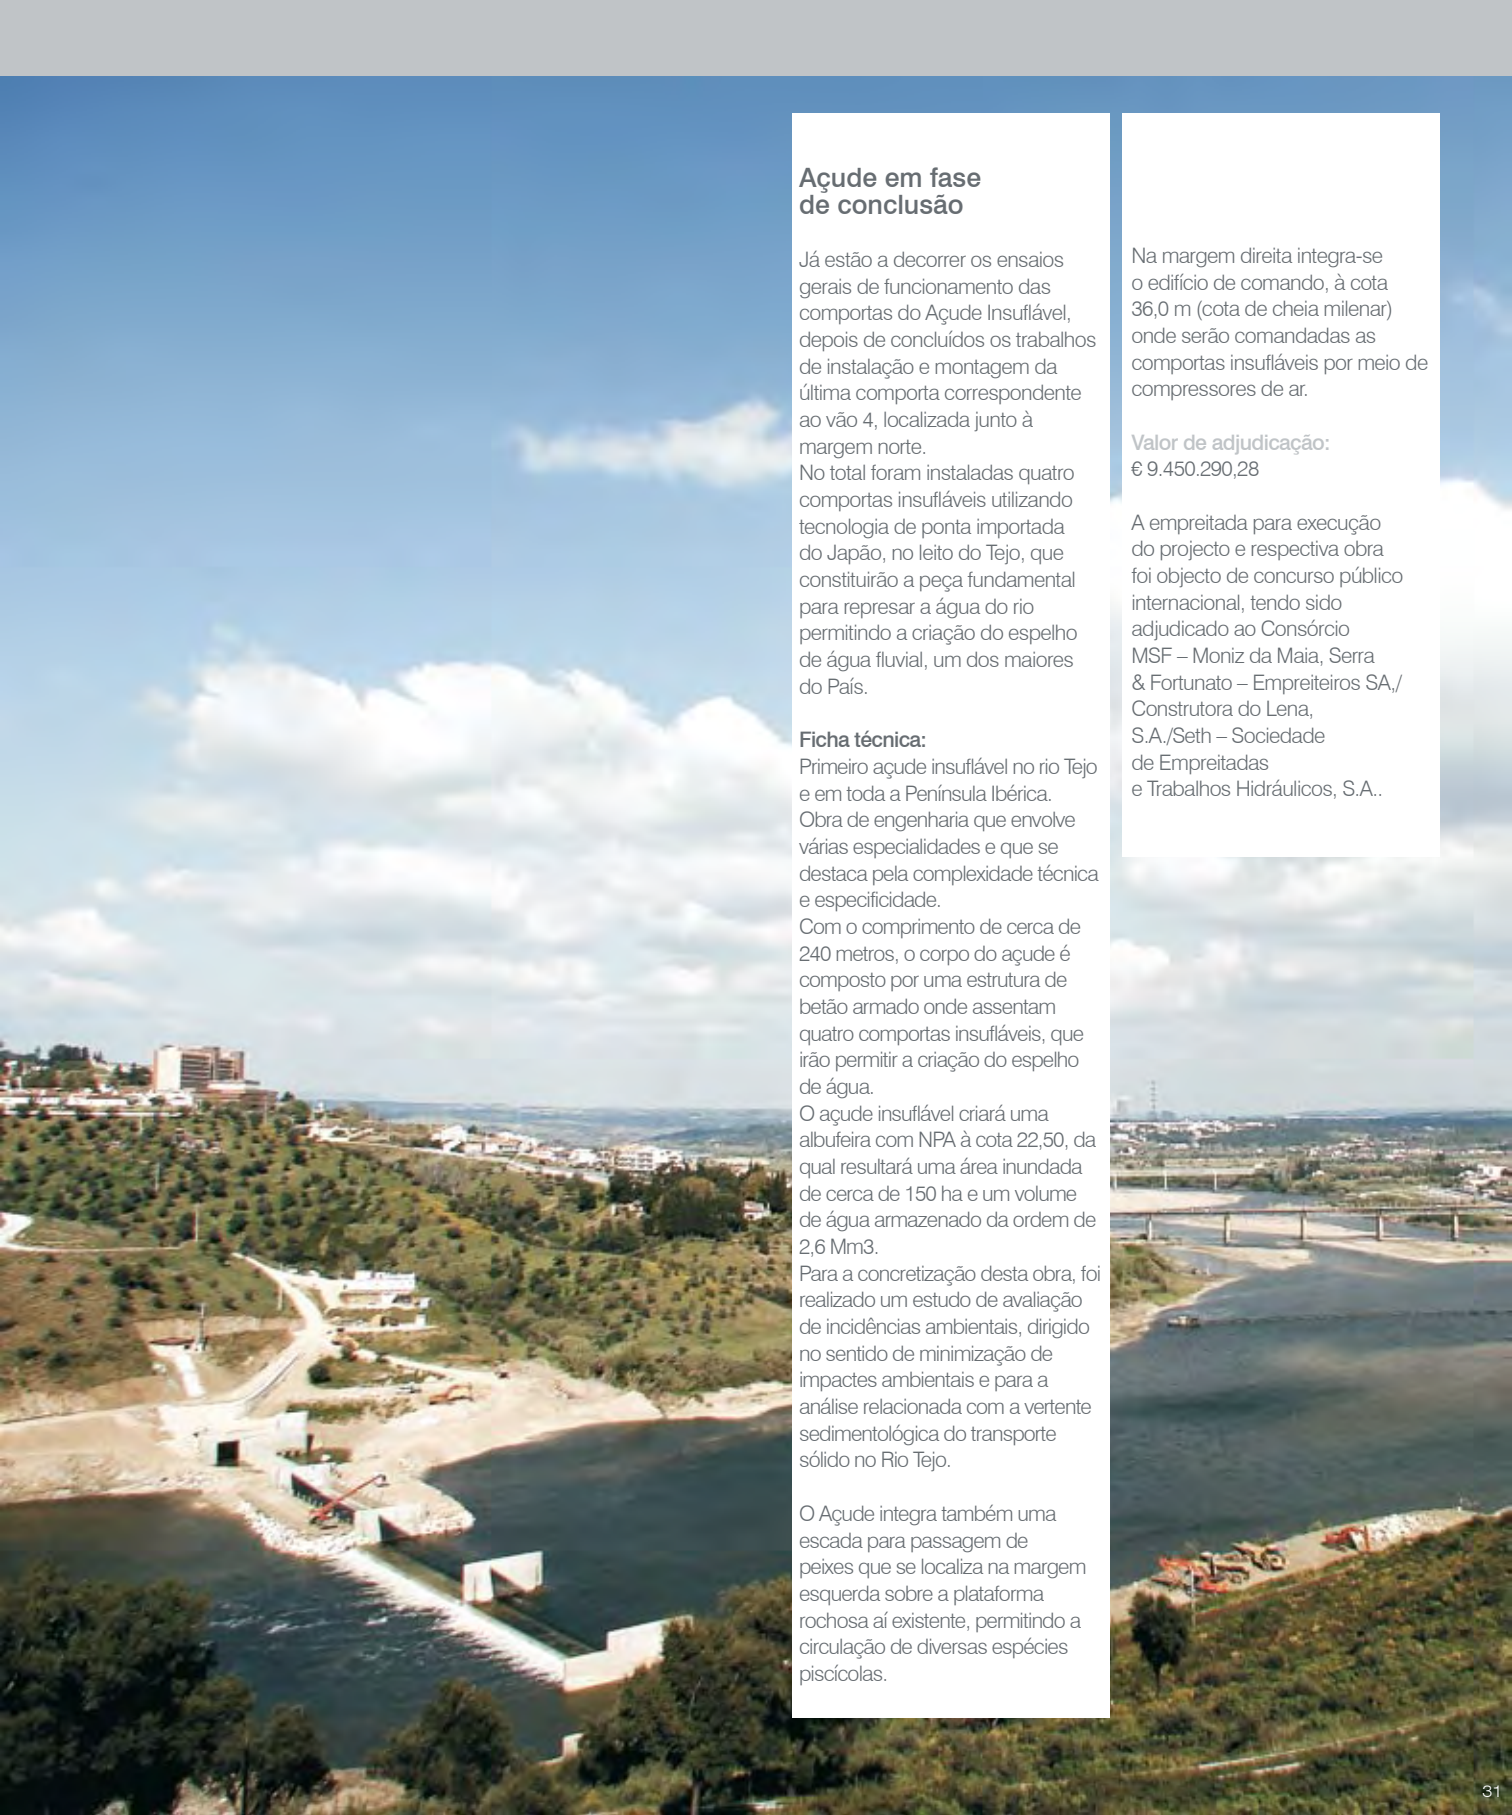 Açude em fase
de conclusão
Já estão a decorrer os ensaios
gerais de funcionamento das
comportas do Açude Insuflável,
depois de concluídos os trabalhos
de instalação e montagem da
última comporta correspondente
ao vão 4, localizada junto à
margem norte.
No total foram instaladas quatro
comportas insufláveis utilizando
tecnologia de ponta importada
do Japão, no leito do Tejo, que
constituirão a peça fundamental
para represar a água do rio
permitindo a criação do espelho
de água fluvial, um dos maiores
do País.
Ficha técnica:
Primeiro açude insuflável no rio Tejo
e em toda a Península Ibérica.
Obra de engenharia que envolve
várias especialidades e que se
destaca pela complexidade técnica
e especificidade.
Com o comprimento de cerca de
240 metros, o corpo do açude é
composto por uma estrutura de
betão armado onde assentam
quatro comportas insufláveis, que
irão permitir a criação do espelho
de água.
O açude insuflável criará uma
albufeira com NPA à cota 22,50, da
qual resultará uma área inundada
de cerca de 150 ha e um volume
de água armazenado da ordem de
2,6 Mm3.
Para a concretização desta obra, foi
realizado um estudo de avaliação
de incidências ambientais, dirigido
no sentido de minimização de
impactes ambientais e para a
análise relacionada com a vertente
sedimentológica do transporte
sólido no Rio Tejo.
O Açude integra também uma
escada para passagem de
peixes que se localiza na margem
esquerda sobre a plataforma
rochosa aí existente, permitindo a
circulação de diversas espécies
piscícolas.
Na margem direita integra-se
o edifício de comando, à cota
36,0 m (cota de cheia milenar)
onde serão comandadas as
comportas insufláveis por meio de
compressores de ar.
Valor de adjudicação:
€ 9.450.290,28
A empreitada para execução
do projecto e respectiva obra
foi objecto de concurso público
internacional, tendo sido
adjudicado ao Consórcio
MSF – Moniz da Maia, Serra
& Fortunato – Empreiteiros SA,/
Construtora do Lena,
S.A./Seth – Sociedade
de Empreitadas
e Trabalhos Hidráulicos, S.A..
31